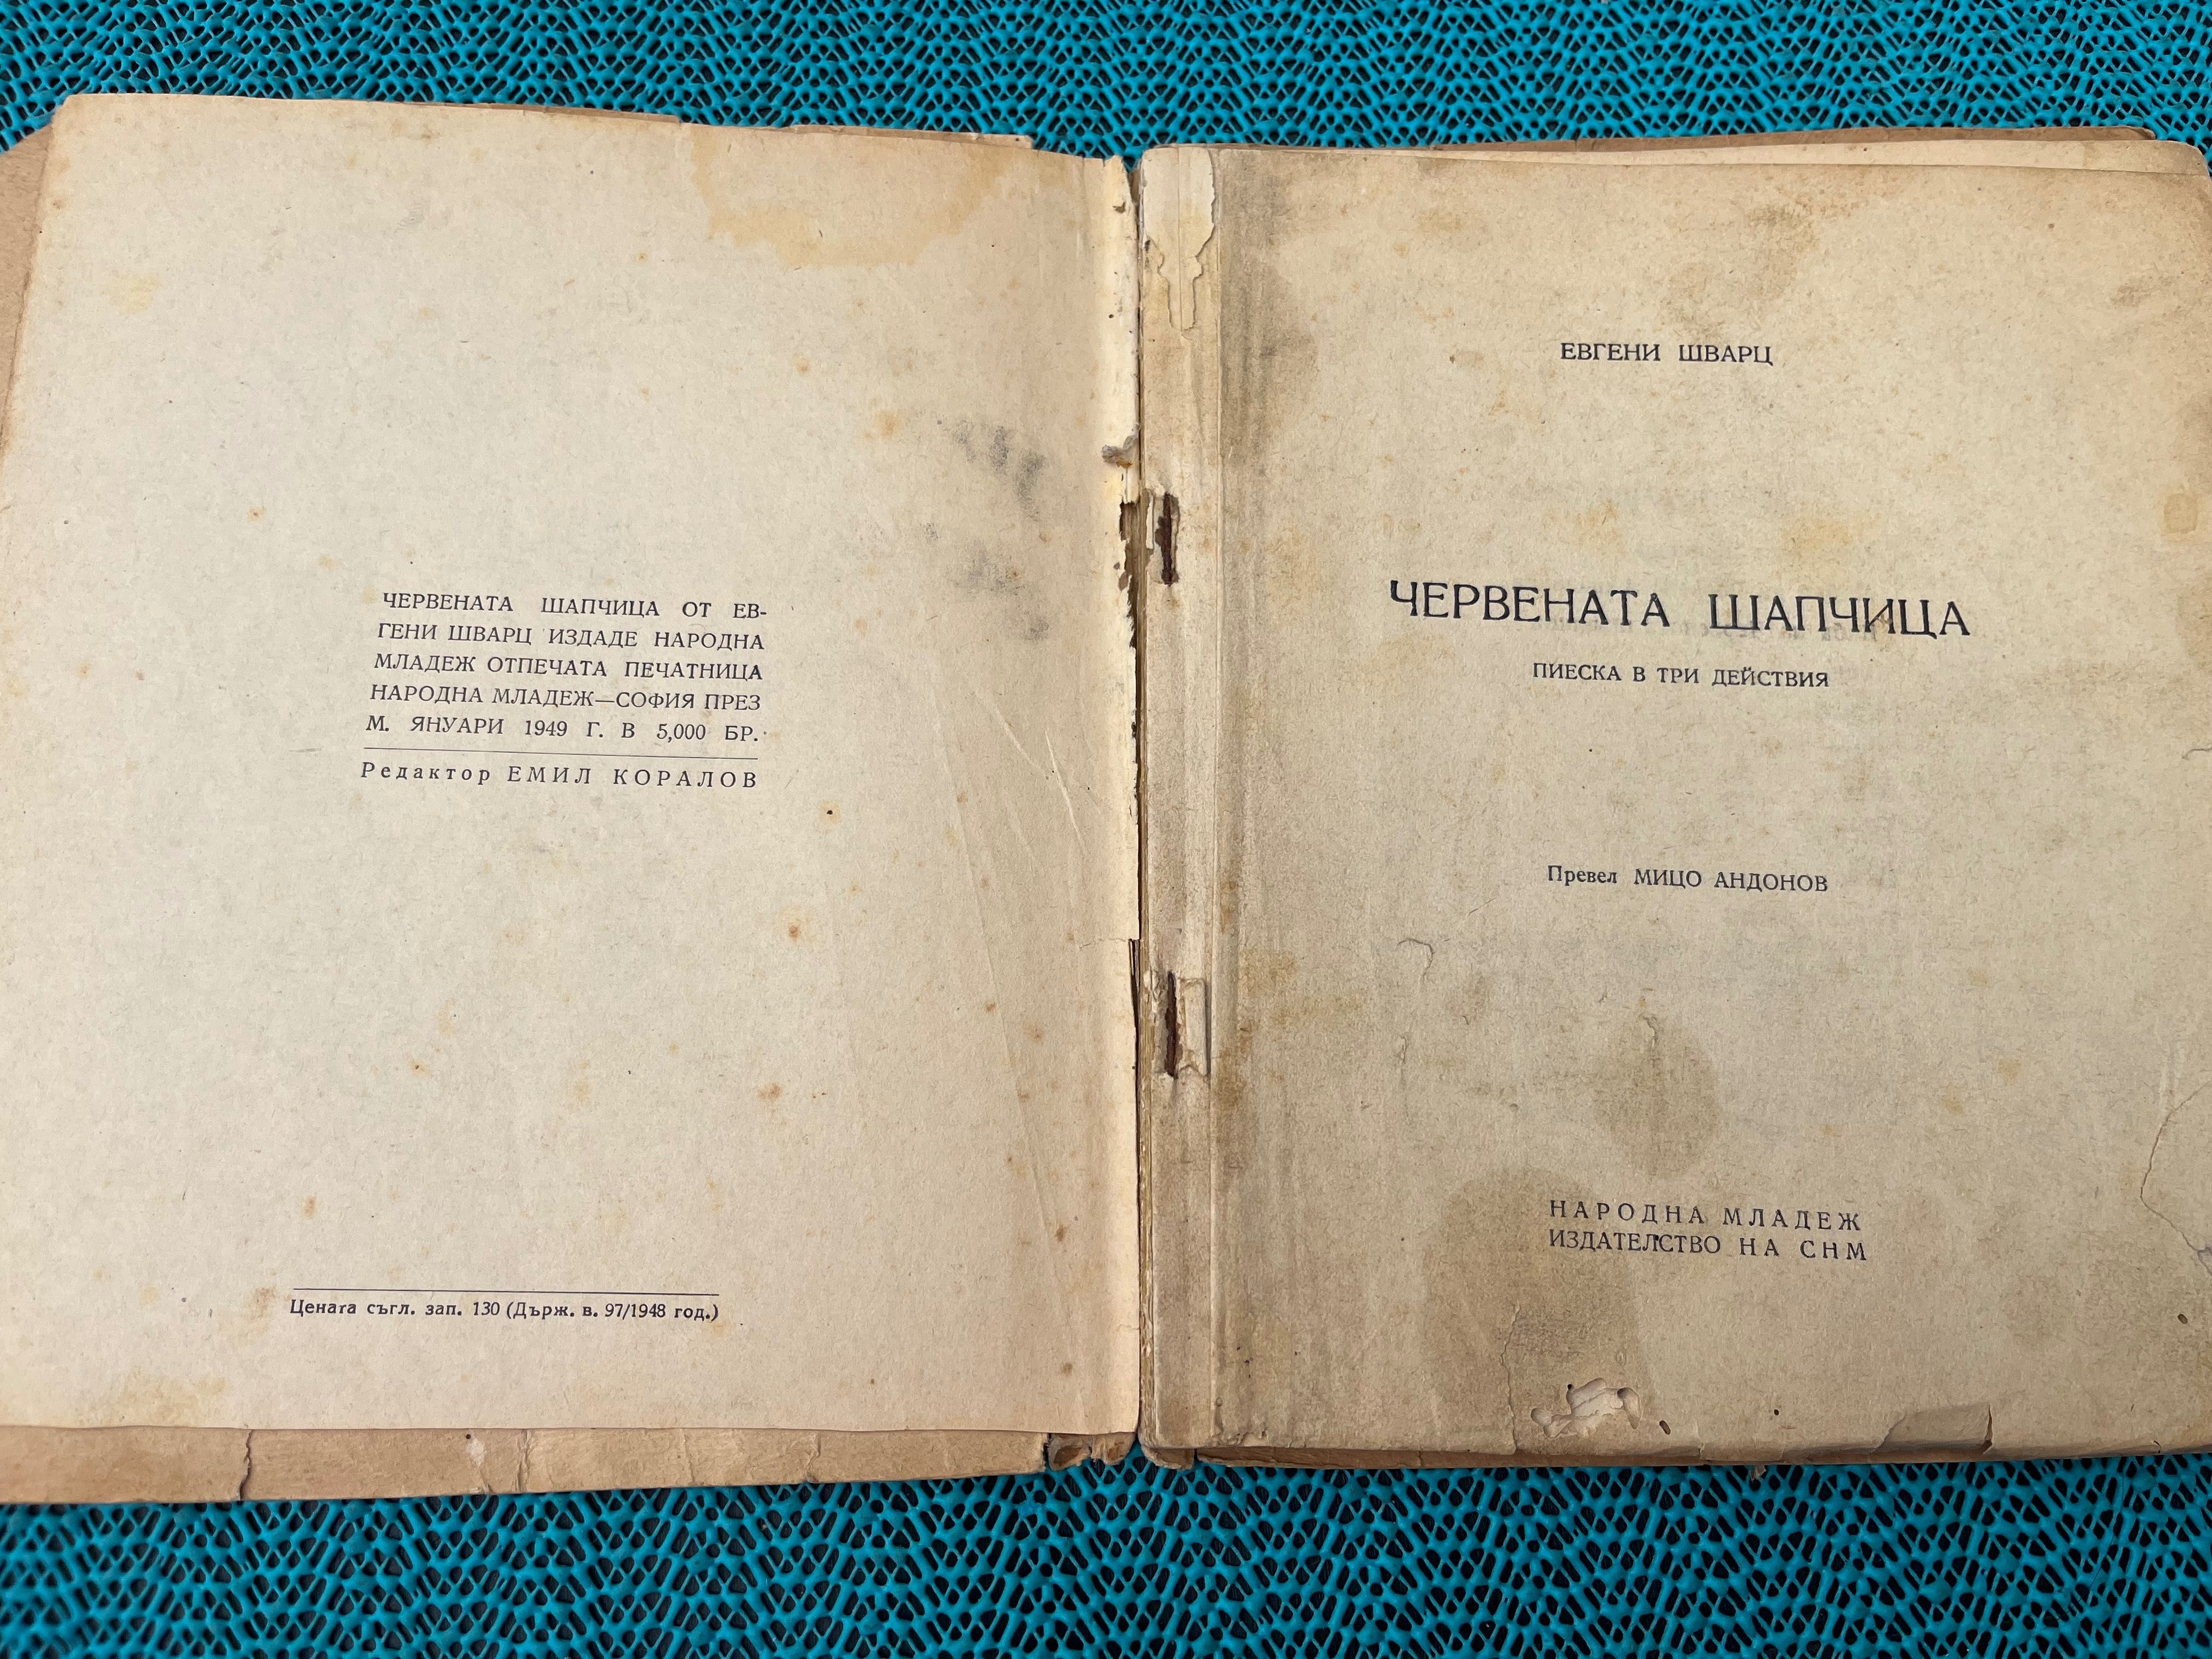 ЧЕРВЕНАТА ШАПЧИЦА ОТ ЕВ-
ГЕНИ ШВАРЦ ИЗДАДЕ НАРОДНА
МЛАДЕЖ ОТПЕЧАТА ПЕЧАТНИЦА
НАРОДНА МЛАДЕЖ—СОФИЯ ПРЕЗ
М. ЯНУАРИ 1949 Г. В 5,000 БР.
Редактор ЕМИЛ КОРАЛОВ
Цената съгл. зап. 130 (Държ. в. 97/1948 год.)
ЕВГЕНИ ШВАРЦ
ЧЕРВЕНАТА ШАПЧИЦА
ПИЕСКА В ТРИ ДЕЙСТВИЯ
Превел МИЦО АНДОНОВ
НАРОДНА МЛАДЕЖ
ИЗДАТЕЛСТВО НА СНМ